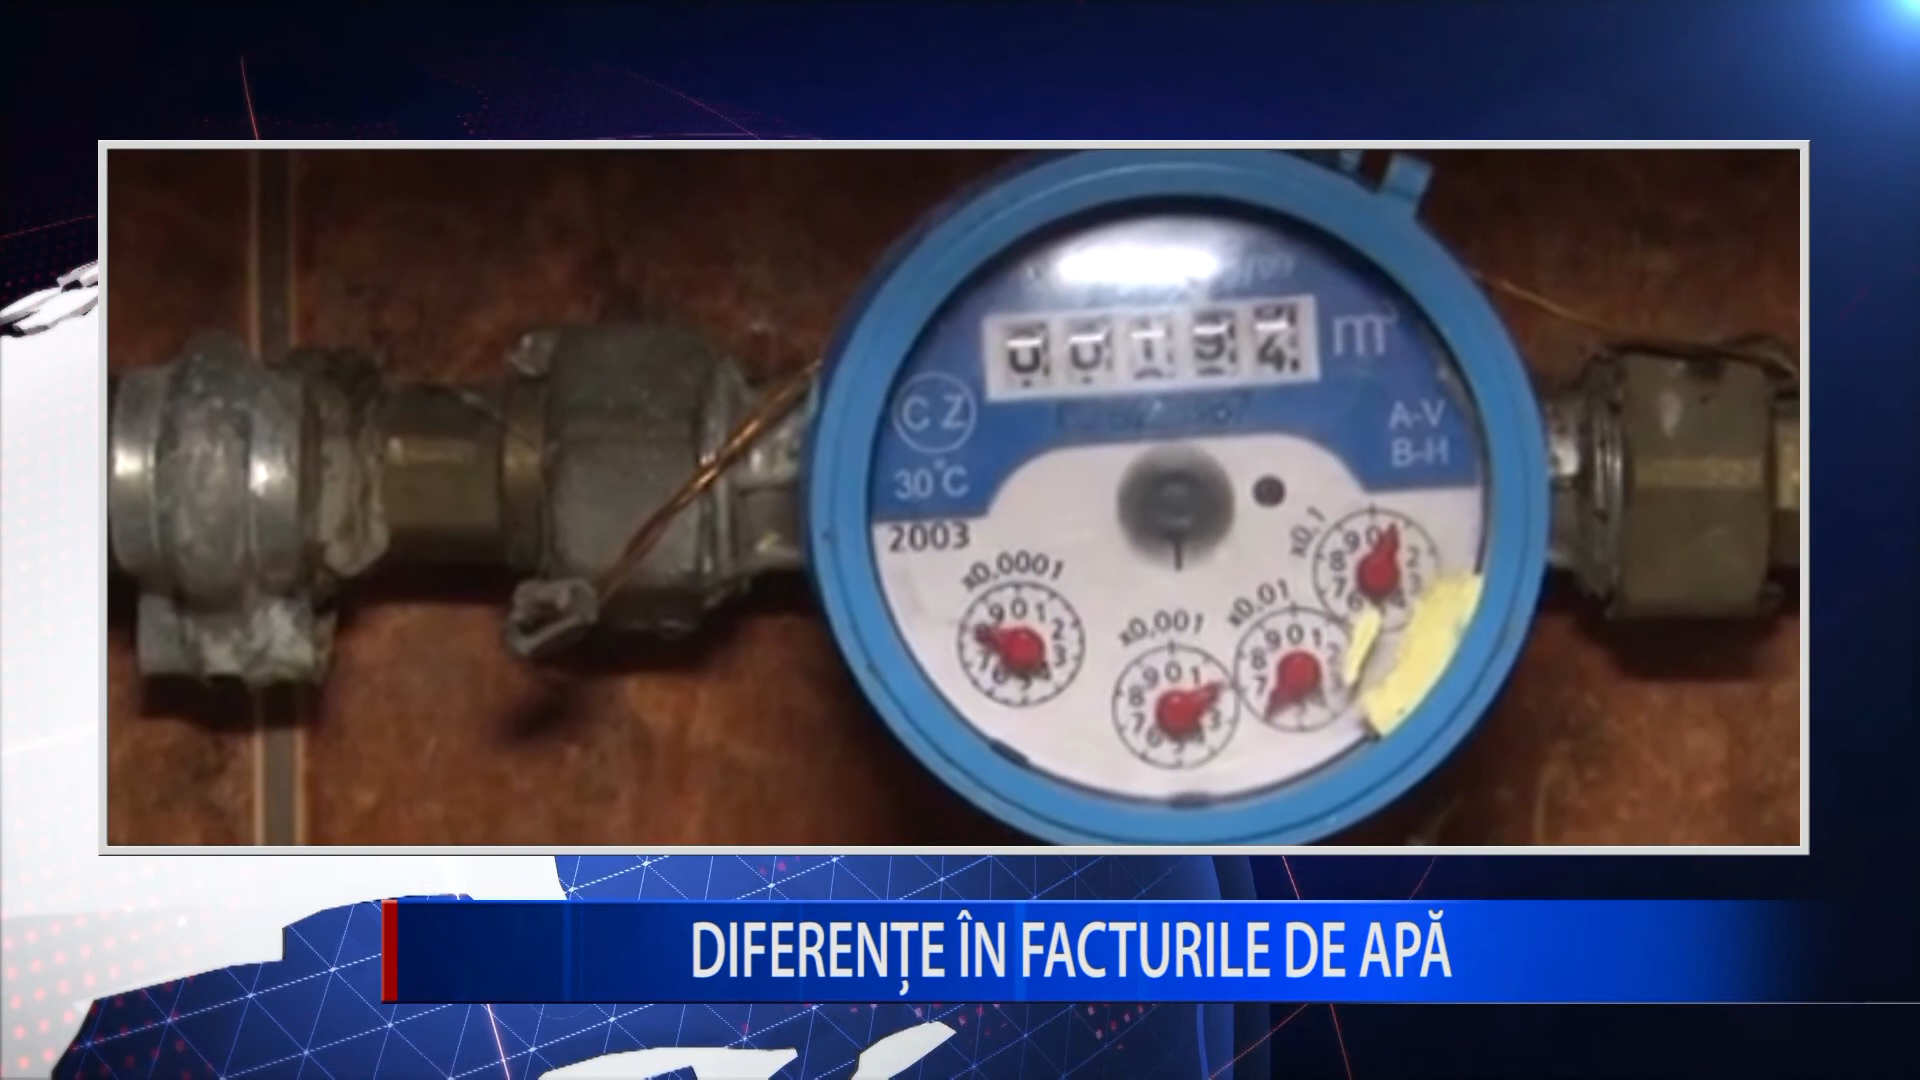 00194 m³
CZ
A-V
B-H
30°C
2003
x0,1
x0,0001
x0,01
x0,001
DIFERENȚE ÎN FACTURILE DE APĂ